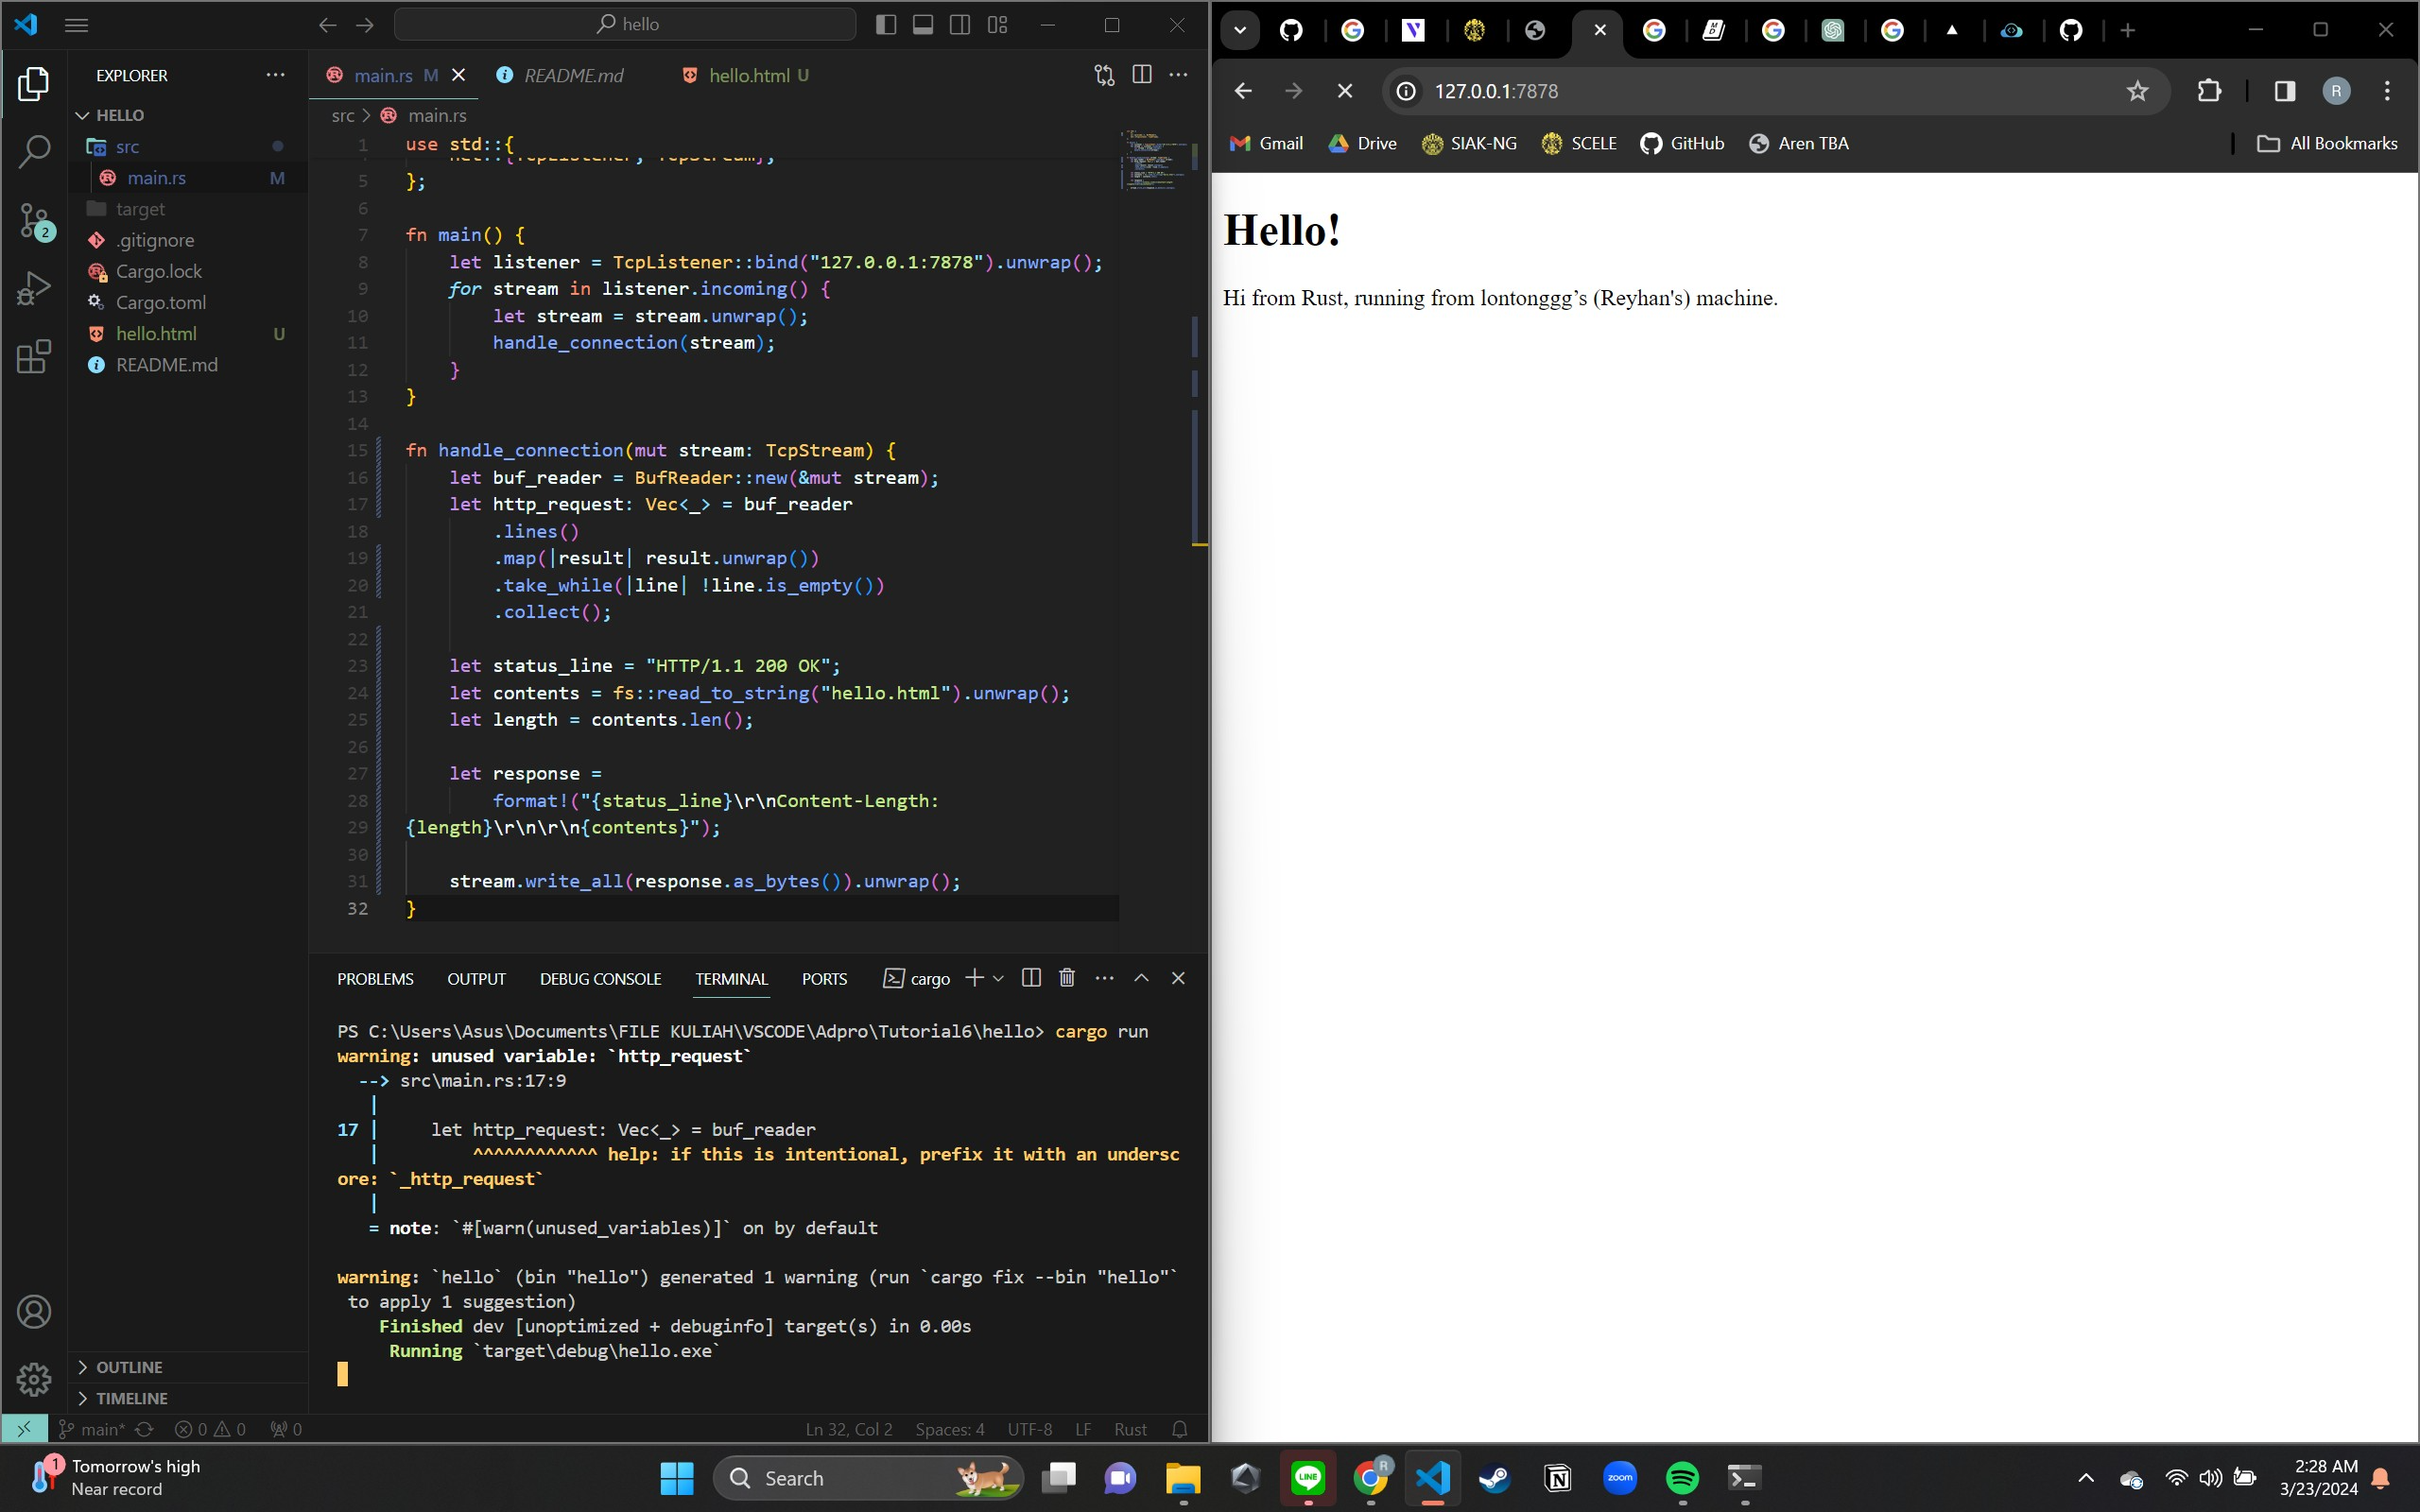 hello
EXPLORER
HELLO
src
main.rs M
target
.gitignore
Cargo.lock
Cargo.toml
hello.html U
README.md
OUTLINE
TIMELINE
2
main.rs M
README.md
hello.html U
src > main.rs
1 use std::{
net::{TcpListener, TcpStream},
5 };
6
7 fn main() {
8 let listener = TcpListener::bind("127.0.0.1:7878").unwrap();
9 for stream in listener.incoming() {
10 let stream = stream.unwrap();
11 handle_connection(stream);
12 }
13 }
14
15 fn handle_connection(mut stream: TcpStream) {
16 let buf_reader = BufReader::new(&mut stream);
17 let http_request: Vec<_> = buf_reader
18 .lines()
19 .map(|result| result.unwrap())
20 .take_while(|line| !line.is_empty())
21 .collect();
22
23 let status_line = "HTTP/1.1 200 OK";
24 let contents = fs::read_to_string("hello.html").unwrap();
25 let length = contents.len();
26
27 let response =
28 format!("{status_line}\r\nContent-Length:
29 {length}\r\n\r\n{contents}");
30
31 stream.write_all(response.as_bytes()).unwrap();
32 }
PROBLEMS OUTPUT DEBUG CONSOLE TERMINAL PORTS cargo
PS C:\Users\Asus\Documents\FILE KULIAH\VSCODE\Adpro\Tutorial6\hello> cargo run
warning: unused variable: `http_request`
--> src\main.rs:17:9
|
17 | let http_request: Vec<_> = buf_reader
| ^^^^^^^^^^^^ help: if this is intentional, prefix it with an undersc
ore: `_http_request`
|
= note: `#[warn(unused_variables)]` on by default
warning: `hello` (bin "hello") generated 1 warning (run `cargo fix --bin "hello"`
to apply 1 suggestion)
Finished dev [unoptimized + debuginfo] target(s) in 0.00s
Running `target\debug\hello.exe`
main* 0 0 0
Ln 32, Col 2 Spaces: 4 UTF-8 LF Rust
127.0.0.1:7878
R
Gmail Drive SIAK-NG SCELE GitHub Aren TBA All Bookmarks
Hello!
Hi from Rust, running from lontonggg’s (Reyhan's) machine.
1
Tomorrow's high
Near record
Search
LINE
R
zoom
2:28 AM
3/23/2024